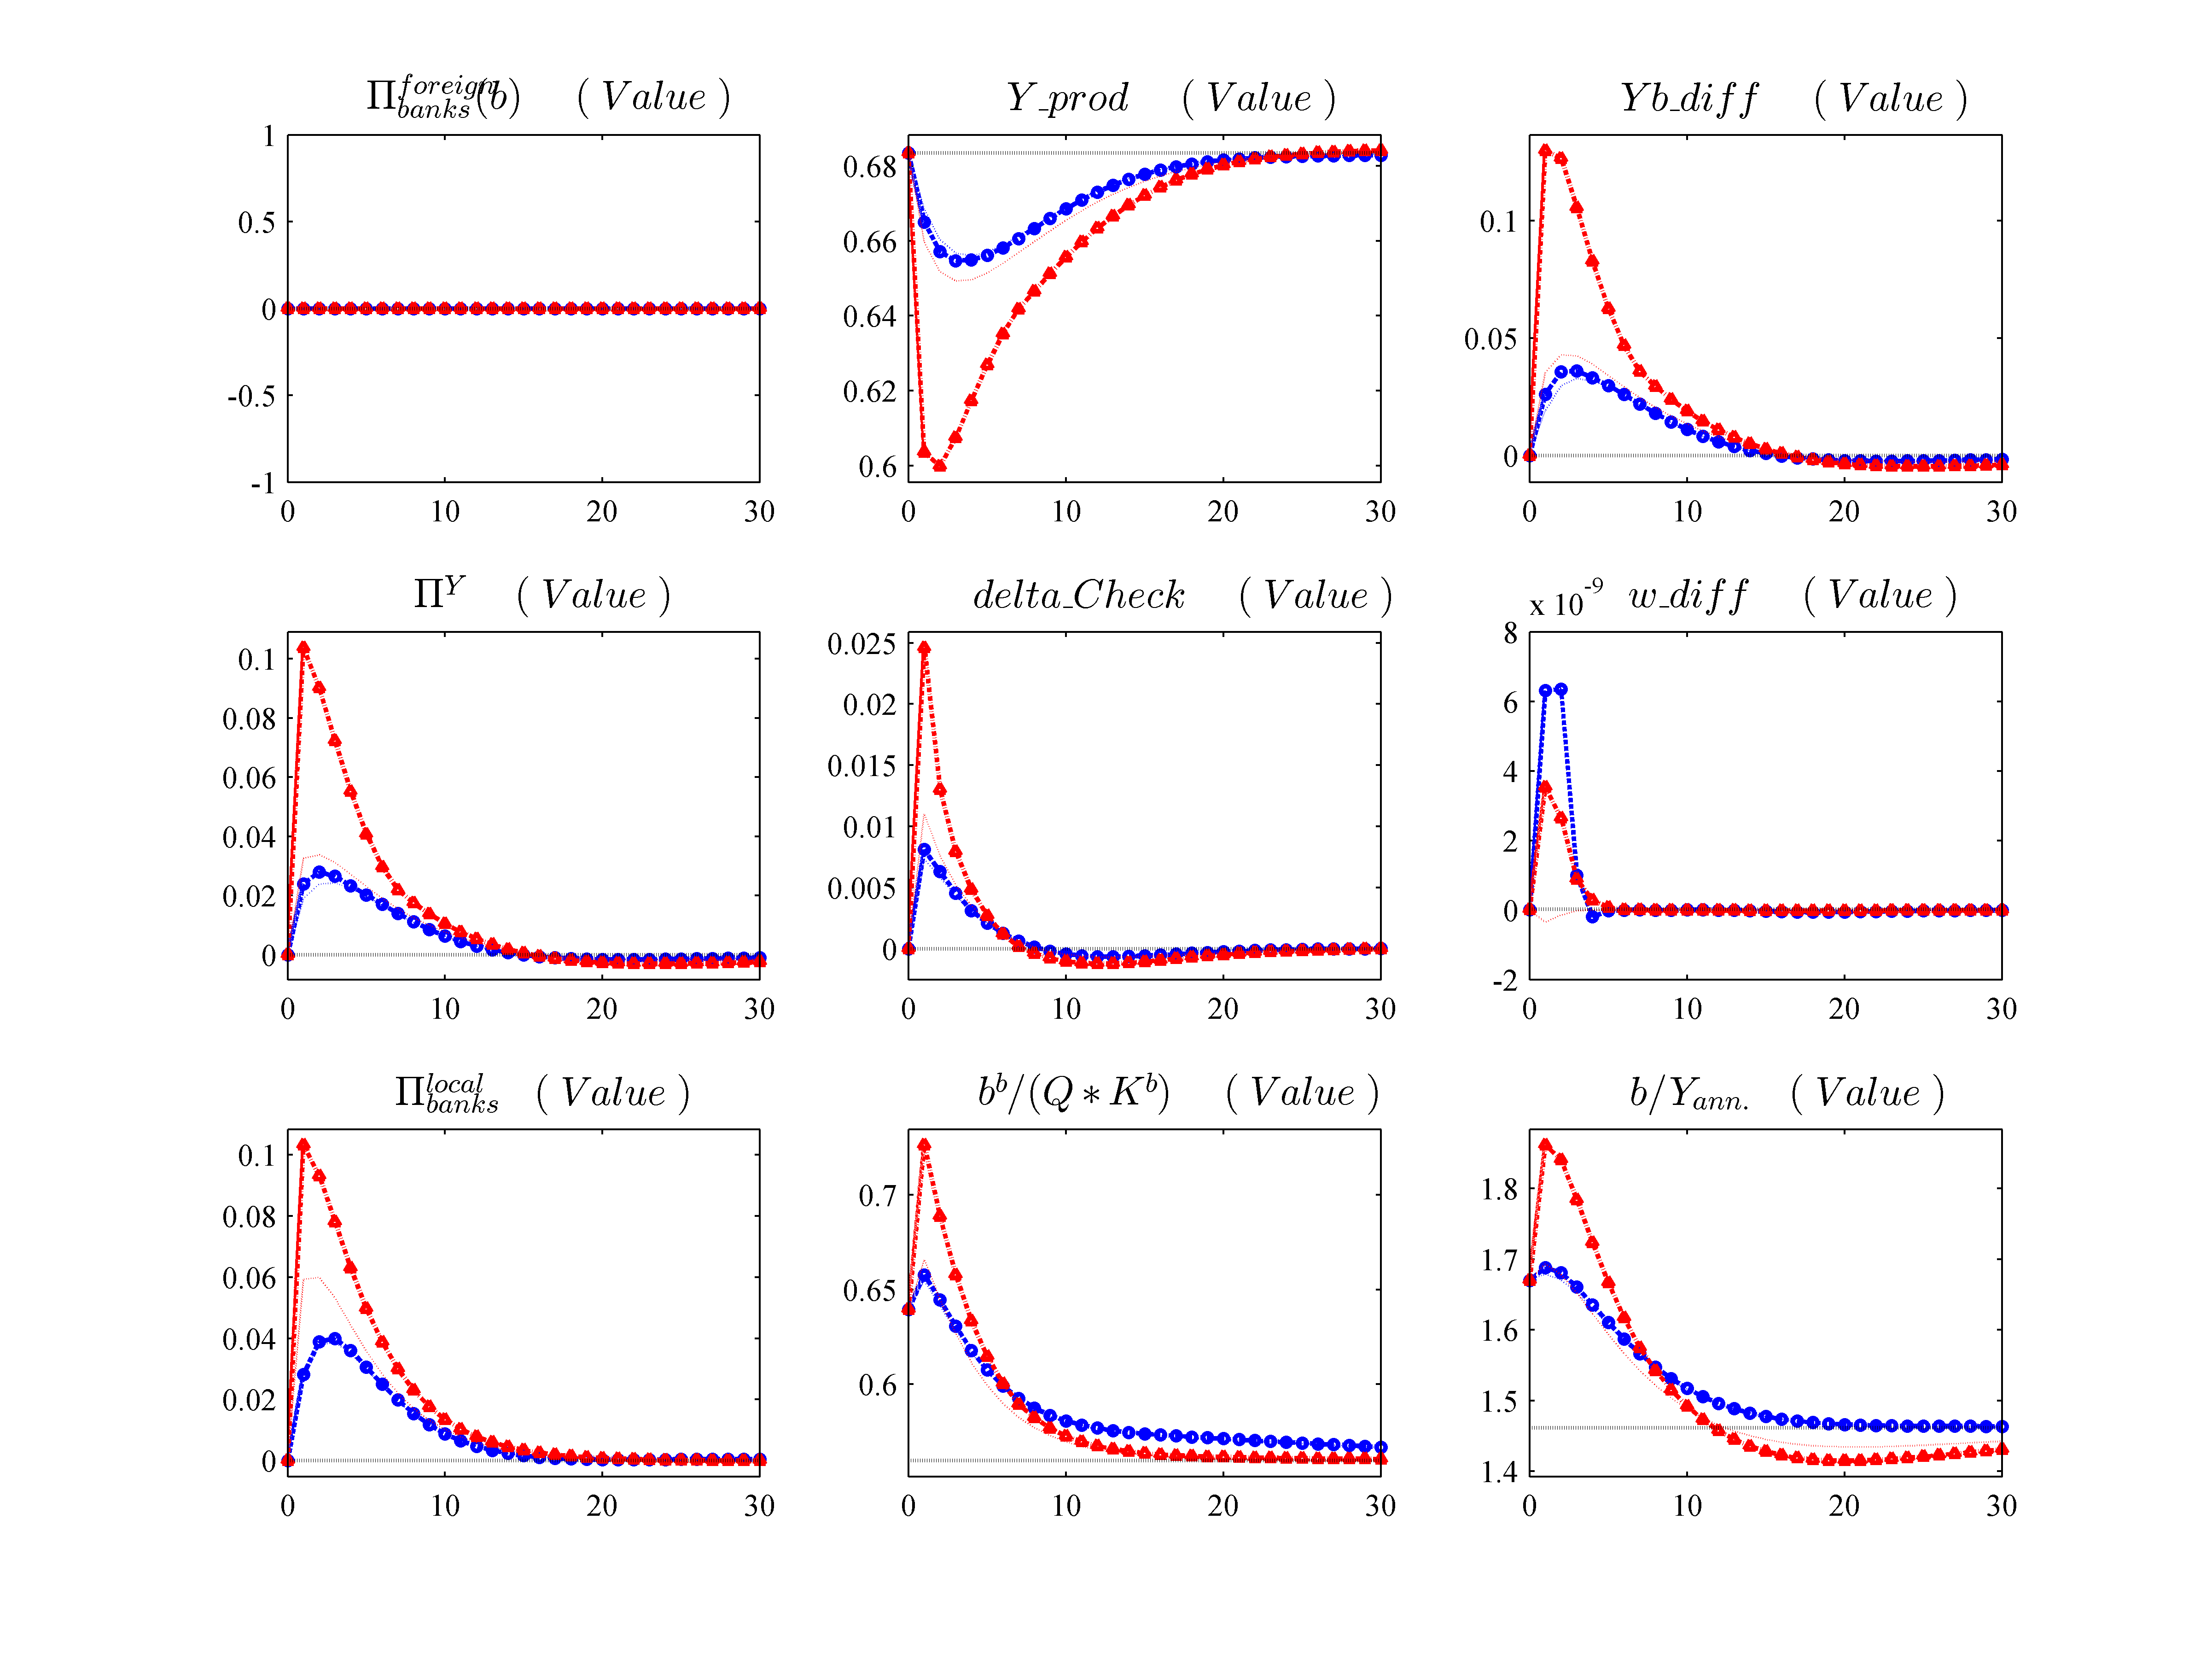 Π^{foreign}_{banks}(b) ( Value )
1
0.5
0
-0.5
-1
0 10 20 30
Y_prod ( Value )
0.68
0.66
0.64
0.62
0.6
0 10 20 30
Yb_diff ( Value )
0.1
0.05
0
0 10 20 30
Π^Y ( Value )
0.1
0.08
0.06
0.04
0.02
0
0 10 20 30
delta_Check ( Value )
0.025
0.02
0.015
0.01
0.005
0
0 10 20 30
x 10^{-9} w_diff ( Value )
8
6
4
2
0
-2
0 10 20 30
Π^{local}_{banks} ( Value )
0.1
0.08
0.06
0.04
0.02
0
0 10 20 30
b^b/(Q ∗ K^b) ( Value )
0.7
0.65
0.6
0 10 20 30
b/Y_{ann.} ( Value )
1.8
1.7
1.6
1.5
1.4
0 10 20 30